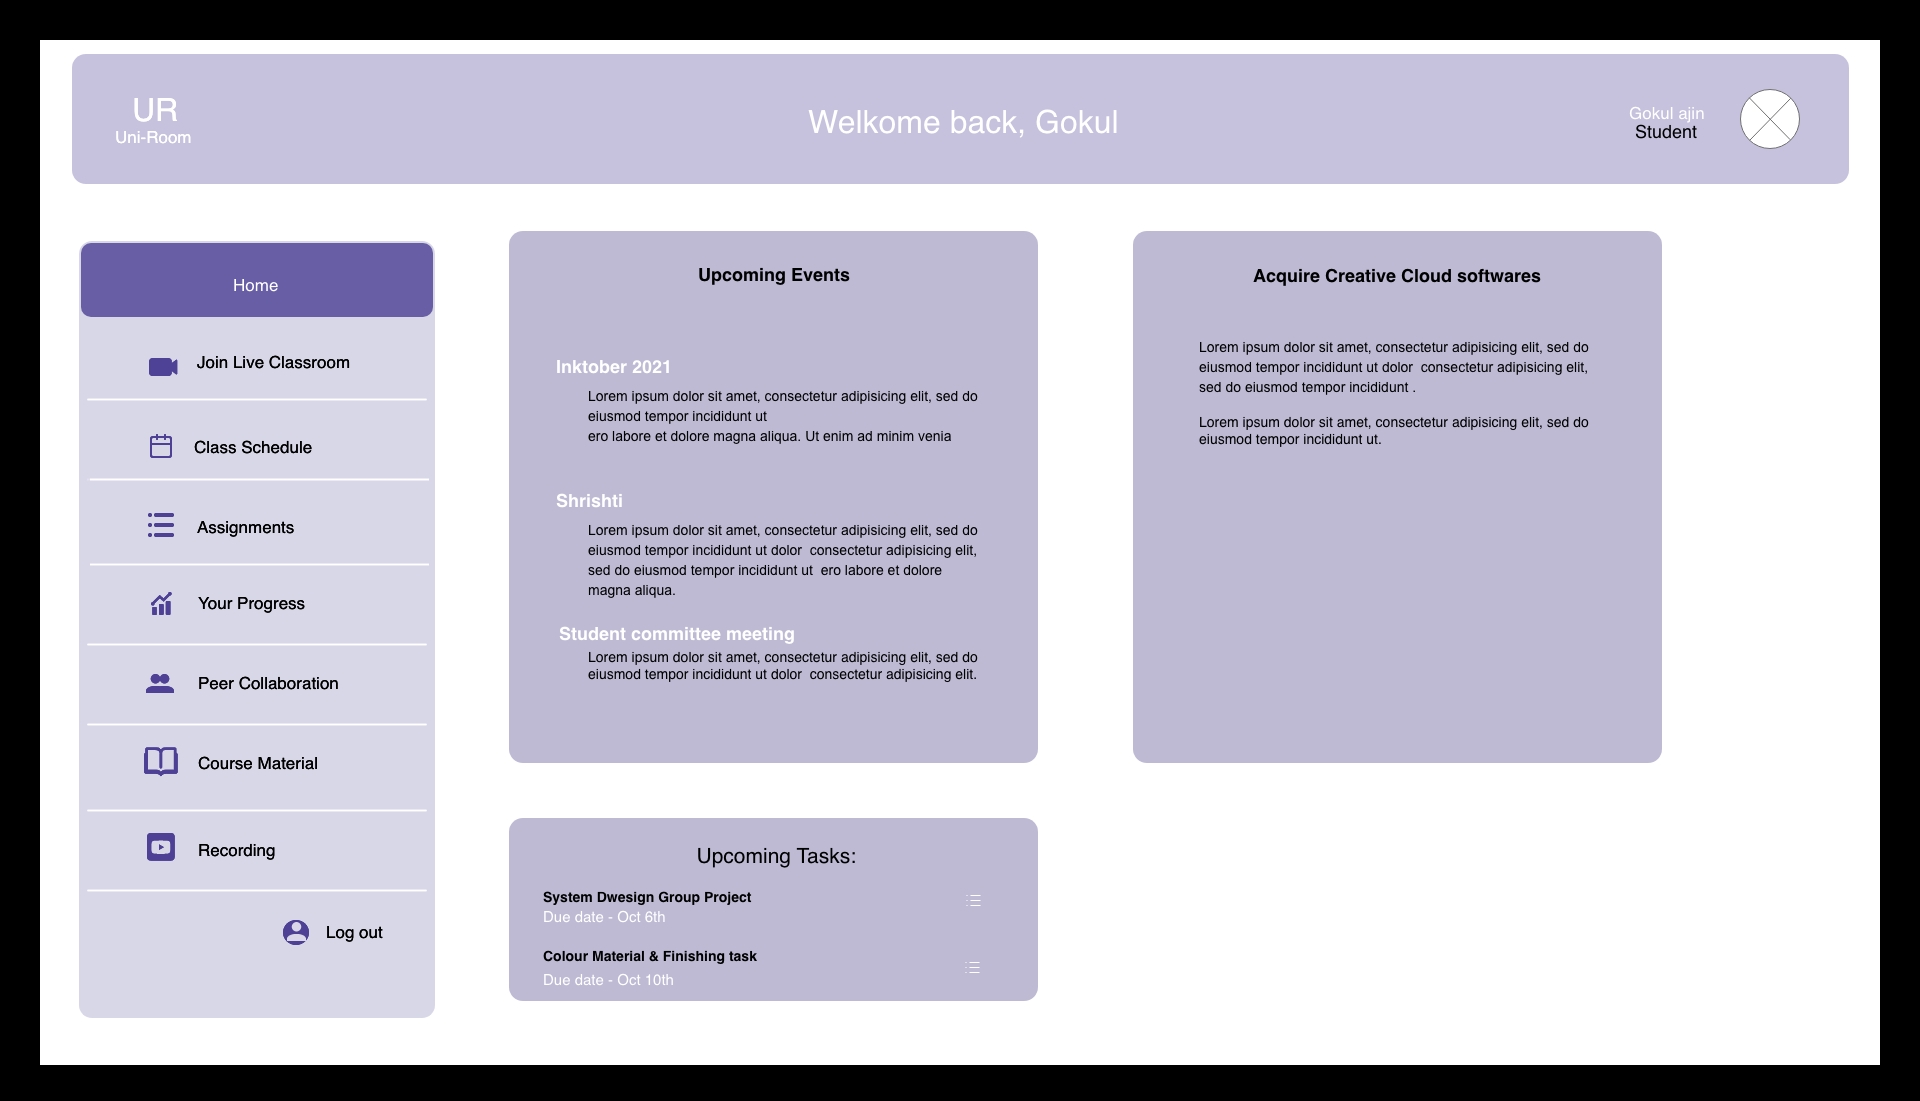 UR
Uni-Room
Welkome back, Gokul
Gokul ajin
Student
Home
Join Live Classroom
Class Schedule
Assignments
Your Progress
Peer Collaboration
Course Material
Recording
Log out
Upcoming Events
Inktober 2021
Lorem ipsum dolor sit amet, consectetur adipisicing elit, sed do
eiusmod tempor incididunt ut
ero labore et dolore magna aliqua. Ut enim ad minim venia
Shrishti
Lorem ipsum dolor sit amet, consectetur adipisicing elit, sed do
eiusmod tempor incididunt ut dolor  consectetur adipisicing elit,
sed do eiusmod tempor incididunt ut  ero labore et dolore
magna aliqua.
Student committee meeting
Lorem ipsum dolor sit amet, consectetur adipisicing elit, sed do
eiusmod tempor incididunt ut dolor  consectetur adipisicing elit.
Acquire Creative Cloud softwares
Lorem ipsum dolor sit amet, consectetur adipisicing elit, sed do
eiusmod tempor incididunt ut dolor  consectetur adipisicing elit,
sed do eiusmod tempor incididunt .
Lorem ipsum dolor sit amet, consectetur adipisicing elit, sed do
eiusmod tempor incididunt ut.
Upcoming Tasks:
System Dwesign Group Project
Due date - Oct 6th
Colour Material & Finishing task
Due date - Oct 10th